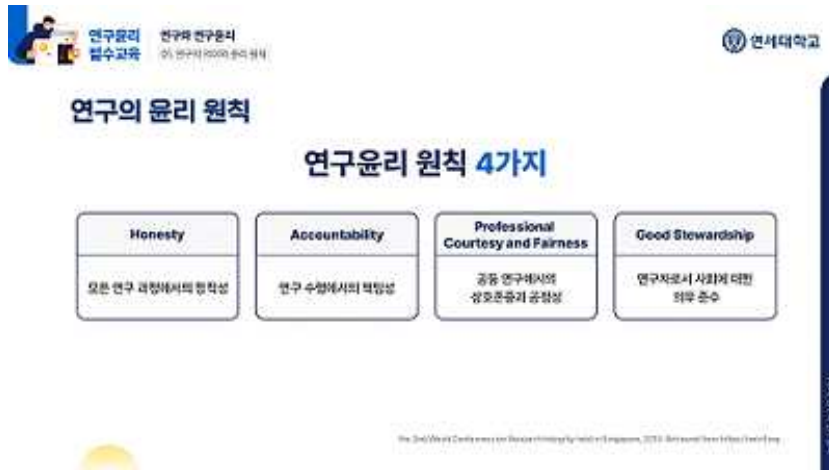 연구윤리
필수교육
연구와 연구윤리
연세대학교
연구의 윤리 원칙
연구윤리 원칙 4가지
Honesty
모든 연구 과정에서의 정직성
Accountability
연구 수행에서의 책임성
Professional
Courtesy and Fairness
공동 연구에서의
상호존중과 공정성
Good Stewardship
연구자로서 사회에 대한
의무 준수